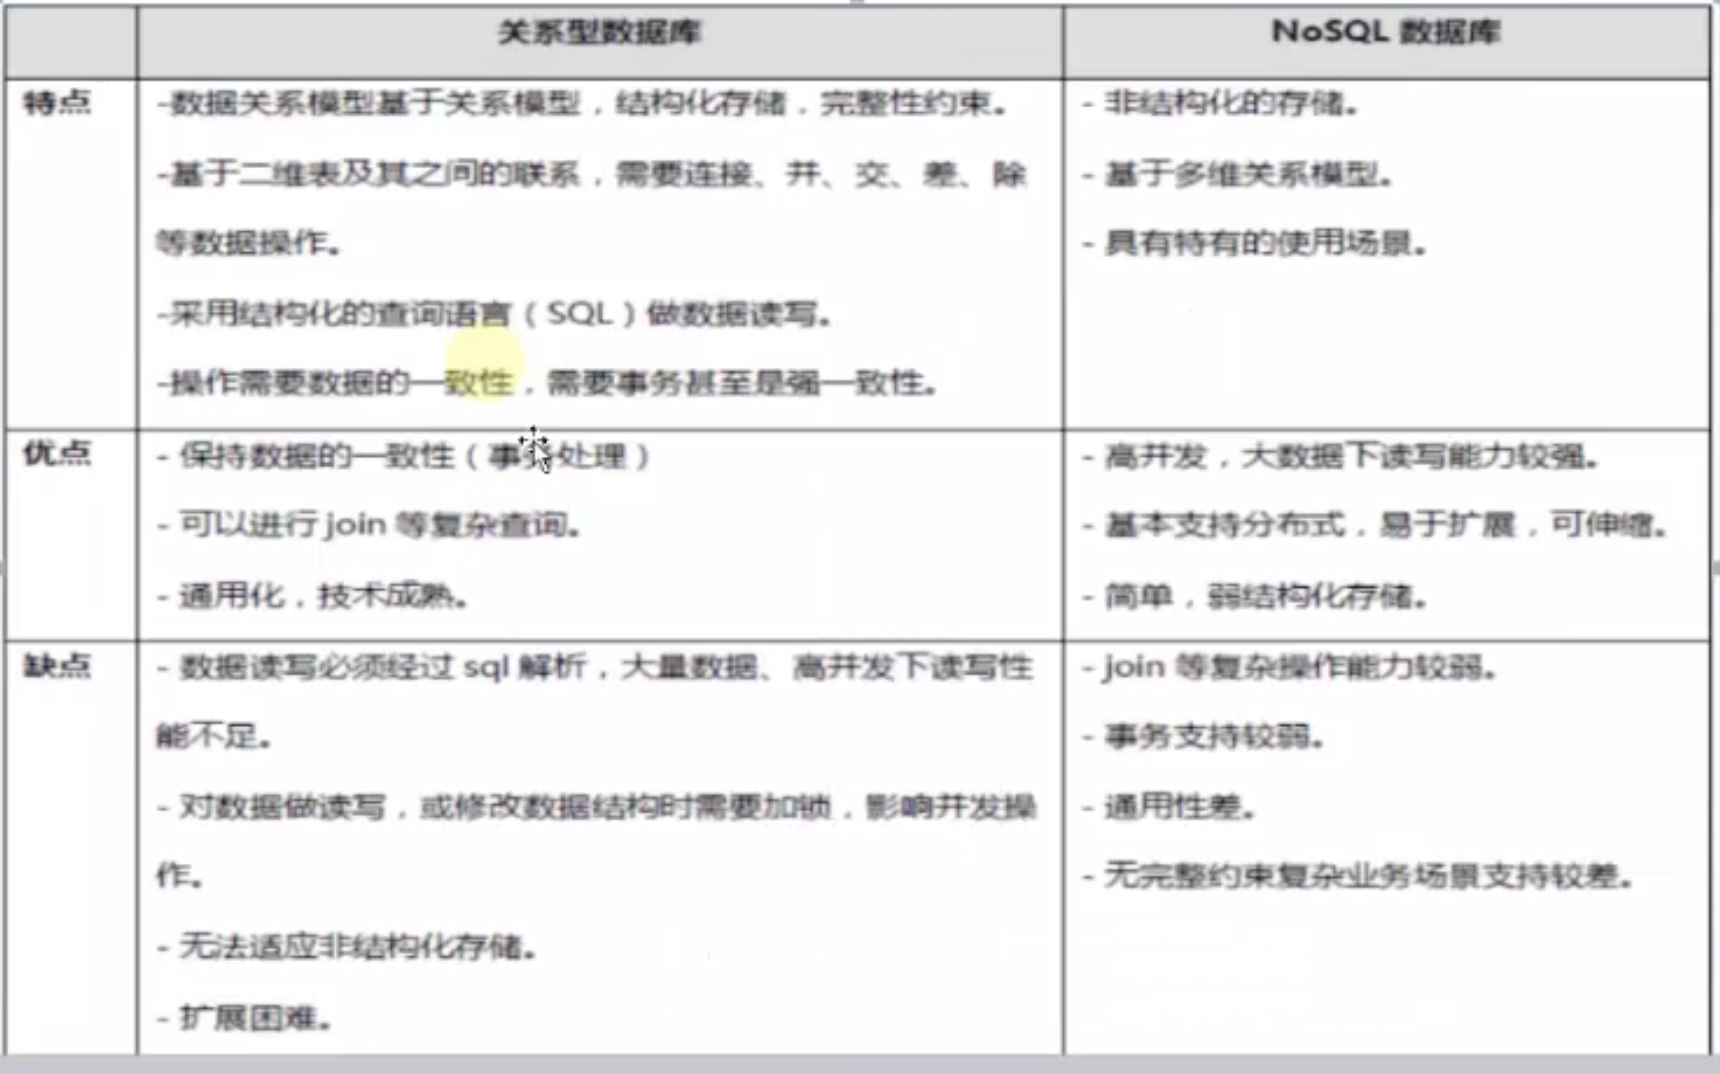 关系型数据库
NoSQL 数据库
特点
-数据关系模型基于关系模型，结构化存储，完整性约束。
-基于二维表及其之间的联系，需要连接、并、交、差、除
等数据操作。
-采用结构化的查询语言（SQL）做数据读写。
-操作需要数据的一致性，需要事务甚至是强一致性。
- 非结构化的存储。
- 基于多维关系模型。
- 具有特有的使用场景。
优点
- 保持数据的一致性（事务处理）
- 可以进行 join 等复杂查询。
- 通用化，技术成熟。
- 高并发，大数据下读写能力较强。
- 基本支持分布式，易于扩展，可伸缩。
- 简单，弱结构化存储。
缺点
- 数据读写必须经过 sql 解析，大量数据、高并发下读写性
能不足。
- 对数据做读写，或修改数据结构时需要加锁，影响并发操
作。
- 无法适应非结构化存储。
- 扩展困难。
- join 等复杂操作能力较弱。
- 事务支持较弱。
- 通用性差。
- 无完整约束复杂业务场景支持较差。